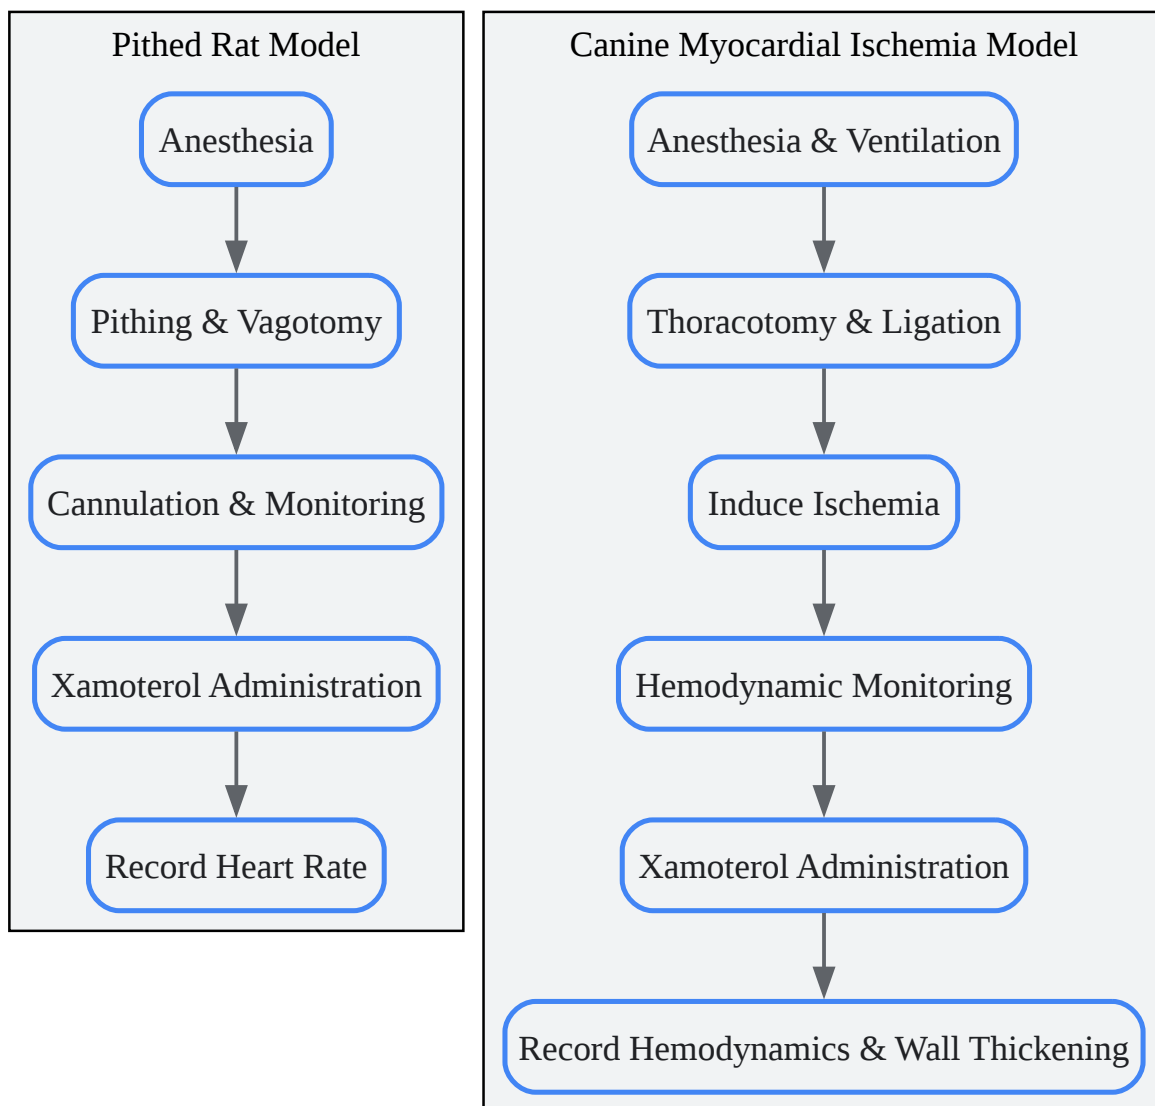 Pithed Rat Model
Anesthesia
Pithing & Vagotomy
Cannulation & Monitoring
Xamoterol Administration
Record Heart Rate
Canine Myocardial Ischemia Model
Anesthesia & Ventilation
Thoracotomy & Ligation
Induce Ischemia
Hemodynamic Monitoring
Xamoterol Administration
Record Hemodynamics & Wall Thickening